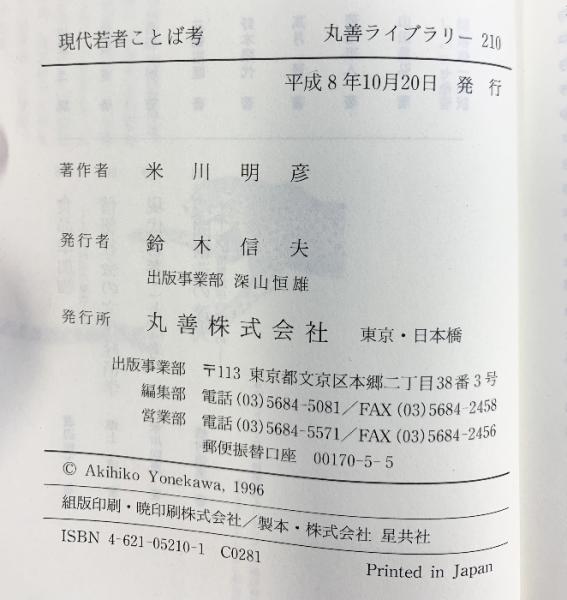 現代若者ことば考 丸善ライブラリー 210
平成8年10月20日 発行
著作者 米川明彦
発行者 鈴木信夫
出版事業部 深山恒雄
発行所 丸善株式会社 東京・日本橋
出版事業部 〒113 東京都文京区本郷二丁目38番3号
編集部 電話(03)5684-5081/FAX(03)5684-2458
営業部 電話(03)5684-5571/FAX(03)5684-2456
郵便振替口座 00170-5-5
© Akihiko Yonekawa, 1996
組版印刷・暁印刷株式会社/製本・株式会社 星共社
ISBN 4-621-05210-1 C0281
Printed in Japan